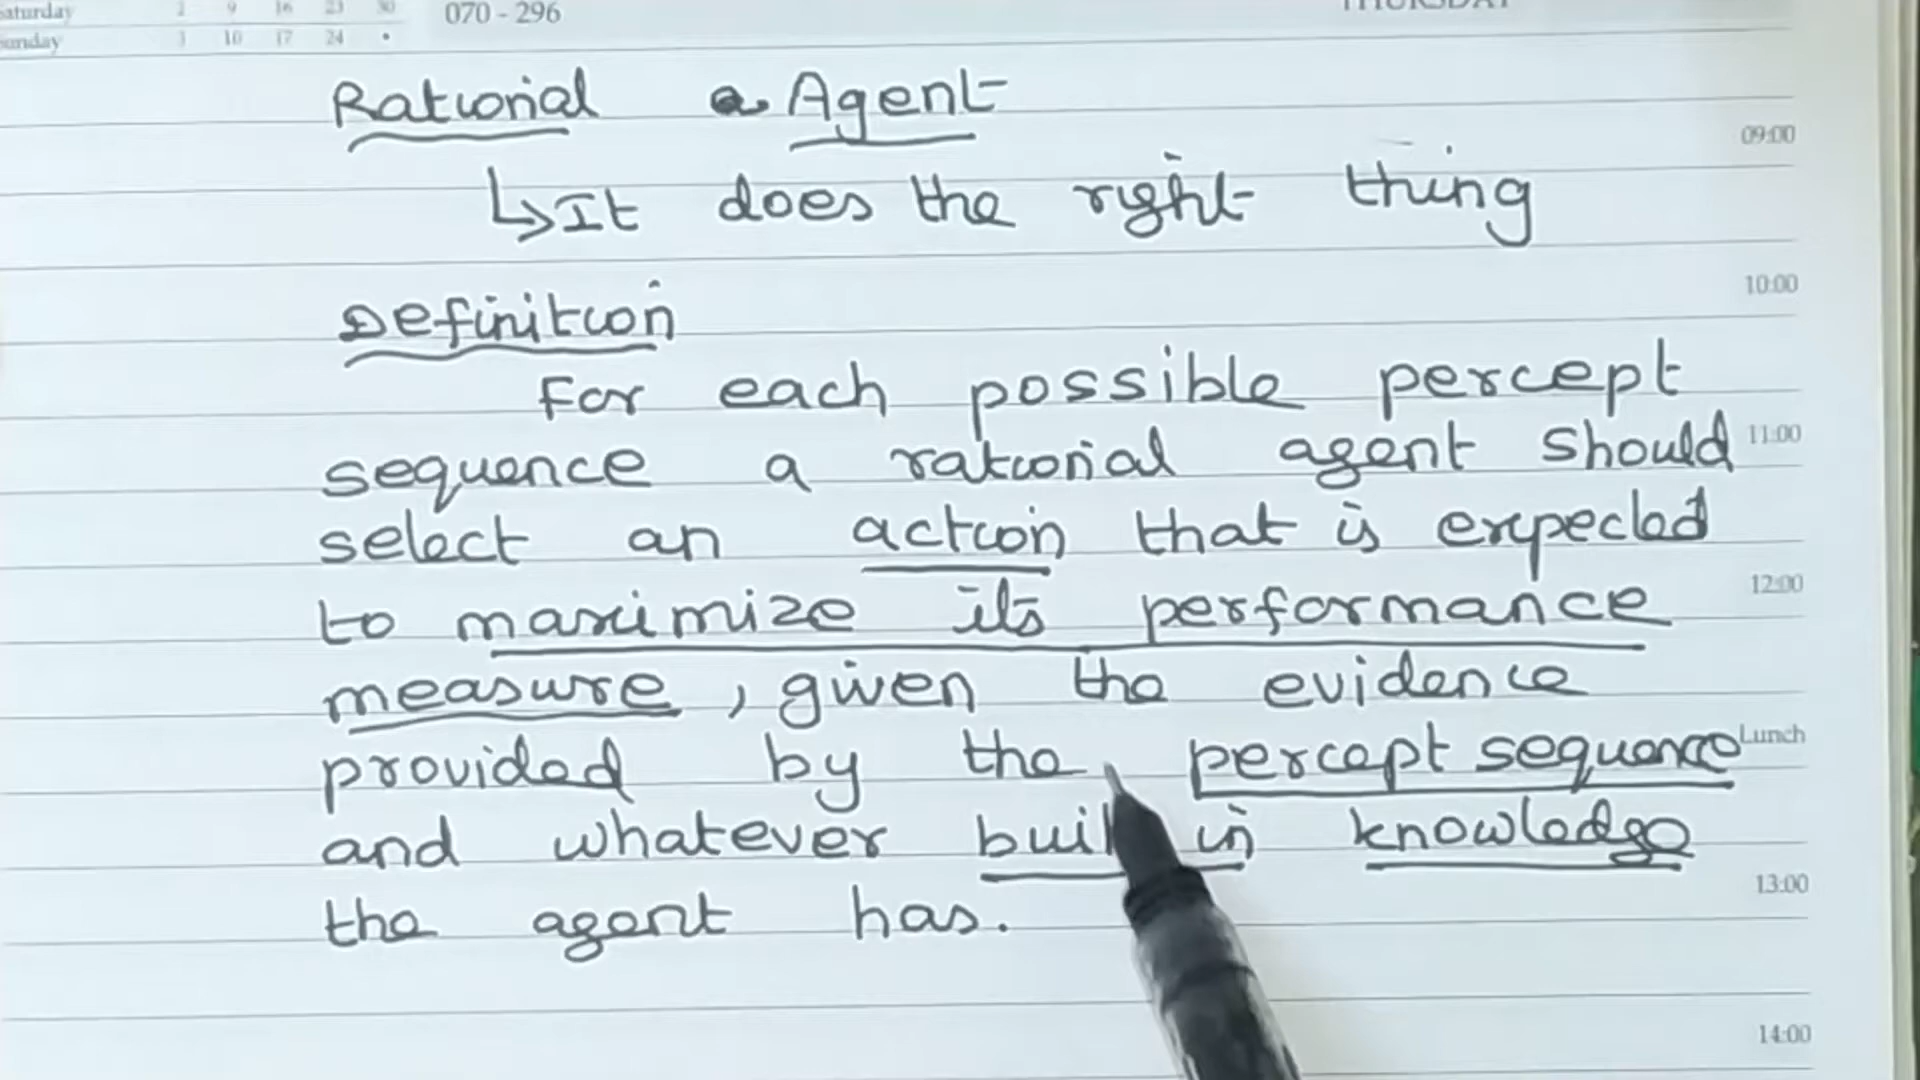 Saturday 2 9 16 23 30
Sunday 3 10 17 24 •
070 - 296
THURSDAY
Rational a Agent
↳ It does the right thing
09:00
10:00
Definition
For each possible percept
sequence a rational agent should
11:00
select an action that is expected
to maximize its performance
12:00
measure, given the evidence
provided by the percept sequence
Lunch
and whatever buil in knowledge
13:00
the agent has.
14:00